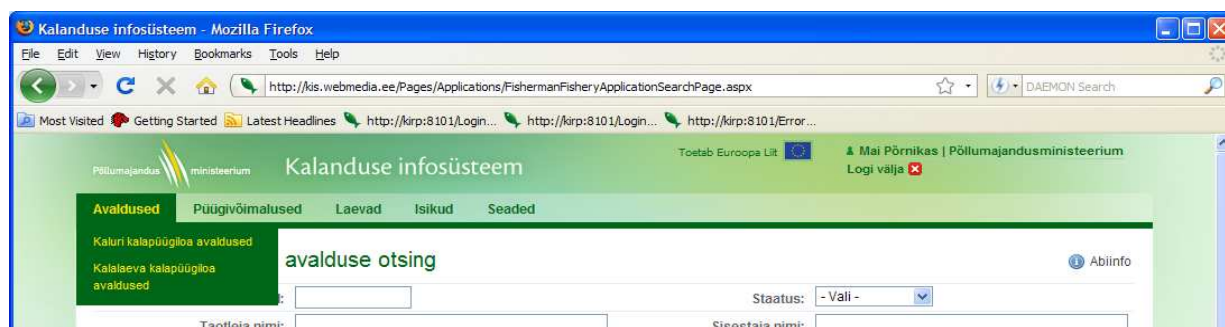 Kalanduse infosüsteem - Mozilla Firefox
File Edit View History Bookmarks Tools Help
http://kis.webmedia.ee/Pages/Applications/FishermanFisheryApplicationSearchPage.aspx DAEMON Search
Most Visited Getting Started Latest Headlines http://kirp:8101/Login... http://kirp:8101/Login... http://kirp:8101/Error...
Põllumajandus ministeerium Kalanduse infosüsteem Toetab Euroopa Liit Mai Põrnikas | Põllumajandusministeerium
Logi välja
Avaldused Püügivõimalused Laevad Isikud Seaded
Kaluri kalapüügiloa avaldused
Kalalaeva kalapüügiloa
avaldused
avalduse otsing Abiinfo
Staatus: - Vali -
Taotleja nimi: Sisestaja nimi: